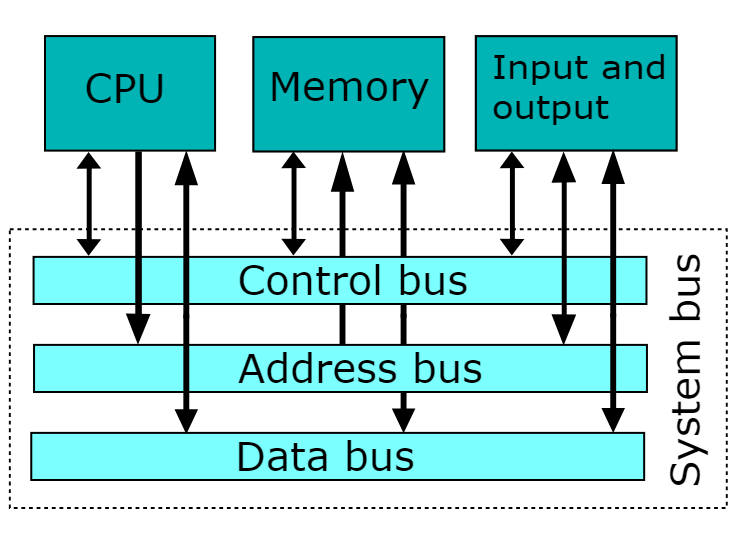 CPU
Memory
Input and
output
Control bus
Address bus
Data bus
System bus